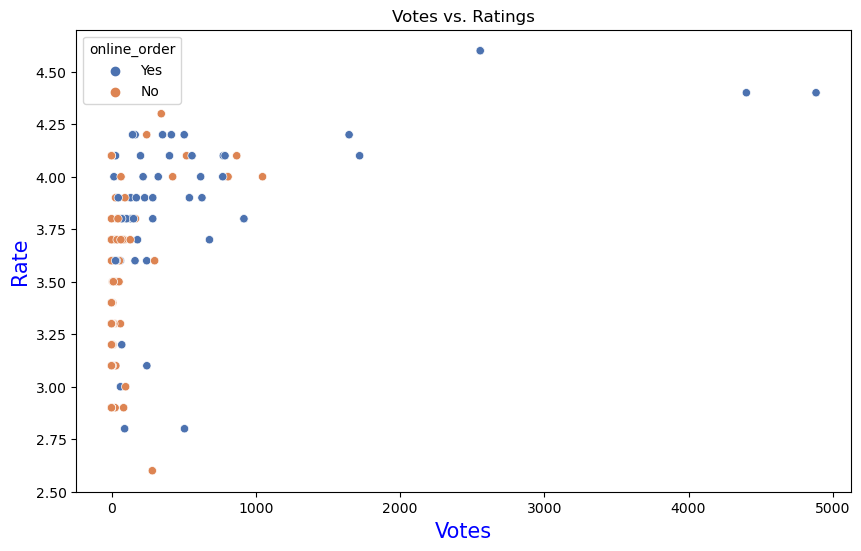 Votes vs. Ratings
online_order
Yes
No
4.50
4.25
4.00
3.75
3.50
3.25
3.00
2.75
2.50
Rate
0 1000 2000 3000 4000 5000
Votes